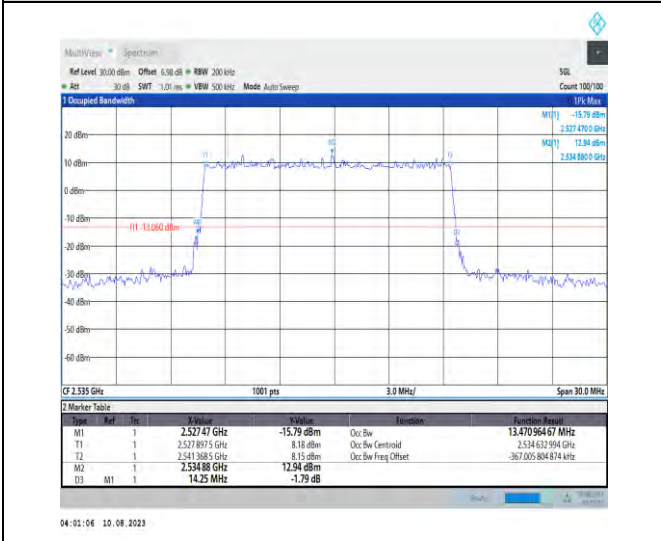 MultiView Spectrum
Ref Level 30.00 dBm Offset 6.98 dB RBW 200 kHz SGL
Att 30 dB SWT 1.01 ms VBW 500 kHz Mode Auto Sweep Count 100/100
1 Occupied Bandwidth 1Pk Max
M1[1] -15.79 dBm
2.527 470 0 GHz
M2[1] 12.94 dBm
2.534 880 0 GHz
20 dBm
10 dBm
0 dBm
-10 dBm
H1 -13.060 dBm
-20 dBm
-30 dBm
-40 dBm
-50 dBm
-60 dBm
T1
M2
T2
M1
D3
CF 2.535 GHz 1001 pts 3.0 MHz/ Span 30.0 MHz
2 Marker Table
Type Ref Trc X-Value Y-Value Function Function Result
M1 1 2.527 47 GHz -15.79 dBm Occ Bw 13.470 964 67 MHz
T1 1 2.527 897 5 GHz 8.18 dBm Occ Bw Centroid 2.534 632 994 GHz
T2 1 2.541 368 5 GHz 8.15 dBm Occ Bw Freq Offset -367.005 804 874 kHz
M2 1 2.534 88 GHz 12.94 dBm
D3 M1 1 14.25 MHz -1.79 dB
04:01:06 10.08.2023